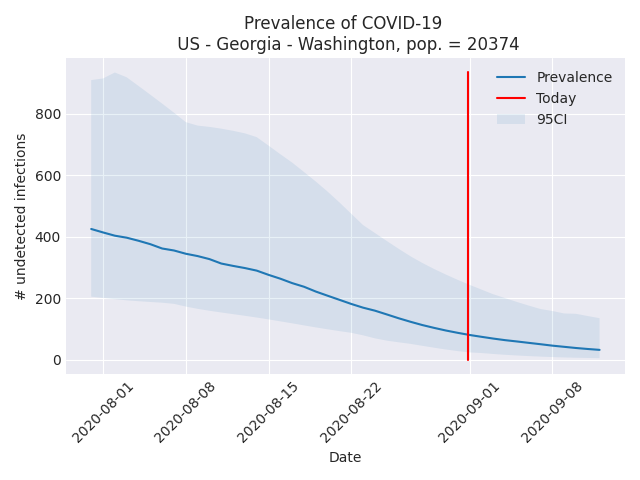 Prevalence of COVID-19
US - Georgia - Washington, pop. = 20374
Prevalence
Today
95CI
# undetected infections
800
600
400
200
0
2020-08-01
2020-08-08
2020-08-15
2020-08-22
2020-09-01
2020-09-08
Date